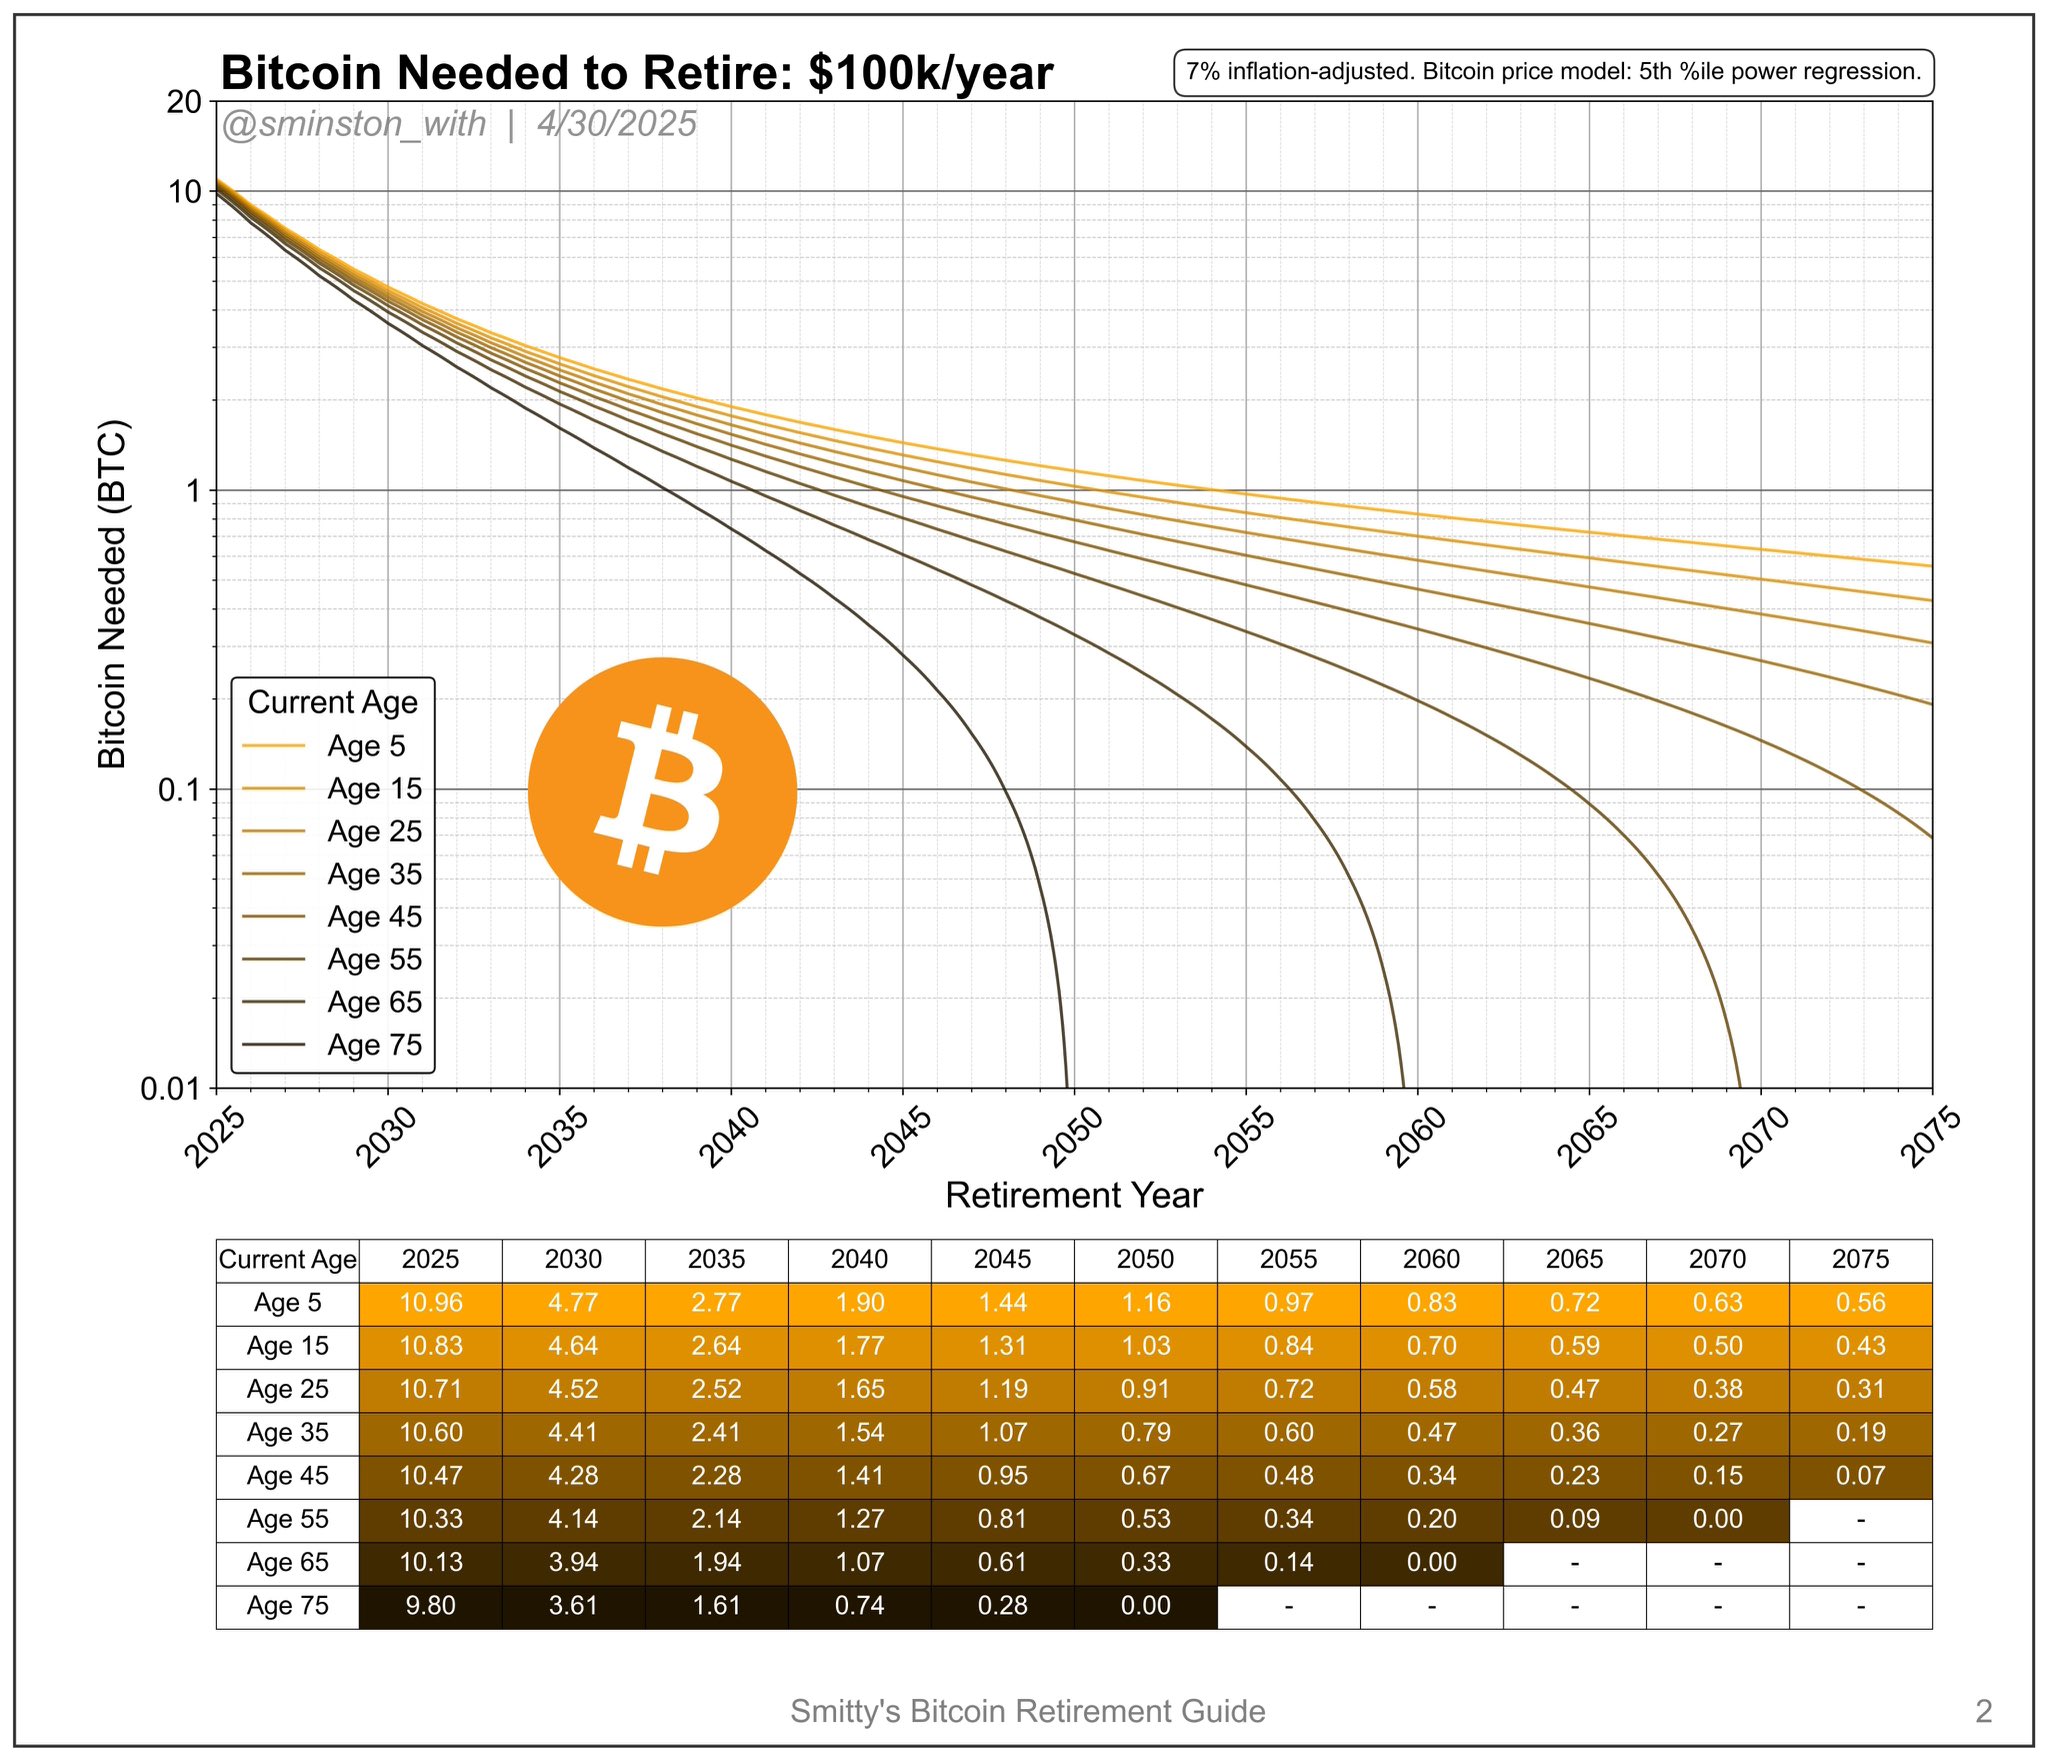 Bitcoin Needed to Retire: $100k/year
7% inflation-adjusted. Bitcoin price model: 5th %ile power regression.
@sminston_with | 4/30/2025
Bitcoin Needed (BTC)
20
10
1
0.1
0.01
Current Age
Age 5
Age 15
Age 25
Age 35
Age 45
Age 55
Age 65
Age 75
2025 2030 2035 2040 2045 2050 2055 2060 2065 2070 2075
Retirement Year
Current Age 2025 2030 2035 2040 2045 2050 2055 2060 2065 2070 2075
Age 5 10.96 4.77 2.77 1.90 1.44 1.16 0.97 0.83 0.72 0.63 0.56
Age 15 10.83 4.64 2.64 1.77 1.31 1.03 0.84 0.70 0.59 0.50 0.43
Age 25 10.71 4.52 2.52 1.65 1.19 0.91 0.72 0.58 0.47 0.38 0.31
Age 35 10.60 4.41 2.41 1.54 1.07 0.79 0.60 0.47 0.36 0.27 0.19
Age 45 10.47 4.28 2.28 1.41 0.95 0.67 0.48 0.34 0.23 0.15 0.07
Age 55 10.33 4.14 2.14 1.27 0.81 0.53 0.34 0.20 0.09 0.00 -
Age 65 10.13 3.94 1.94 1.07 0.61 0.33 0.14 0.00 - - -
Age 75 9.80 3.61 1.61 0.74 0.28 0.00 - - - - -
Smitty's Bitcoin Retirement Guide
2